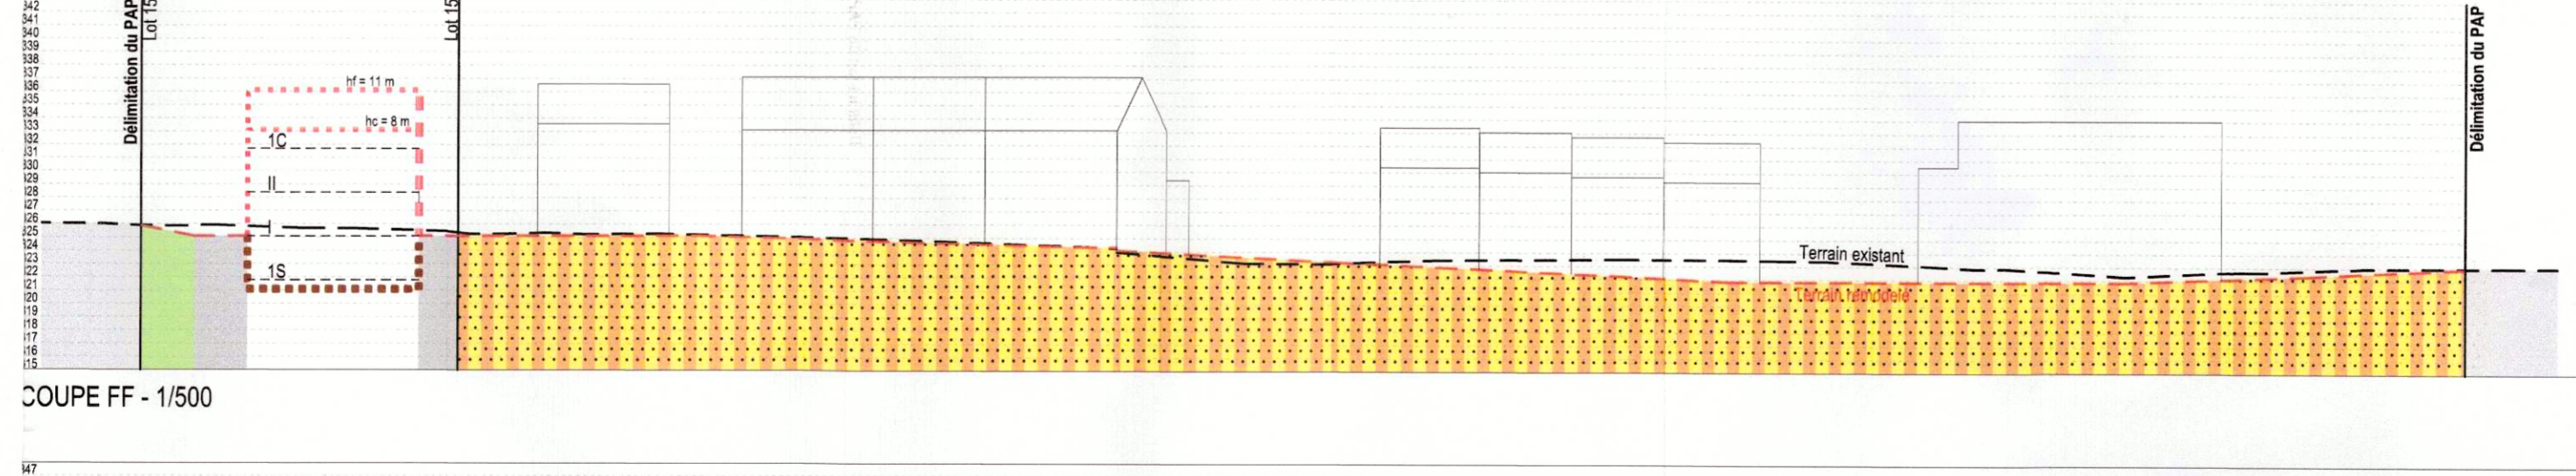 342
341
340
339
338
337
336
335
334
333
332
331
330
329
328
327
326
325
324
323
322
321
320
319
318
317
316
315
Délimitation du PAP
Lot 15
Lot 15
hf = 11 m
hc = 8 m
1C
II
I
1S
Terrain existant
Terrain remodelé
Délimitation du PAP
COUPE FF - 1/500
347